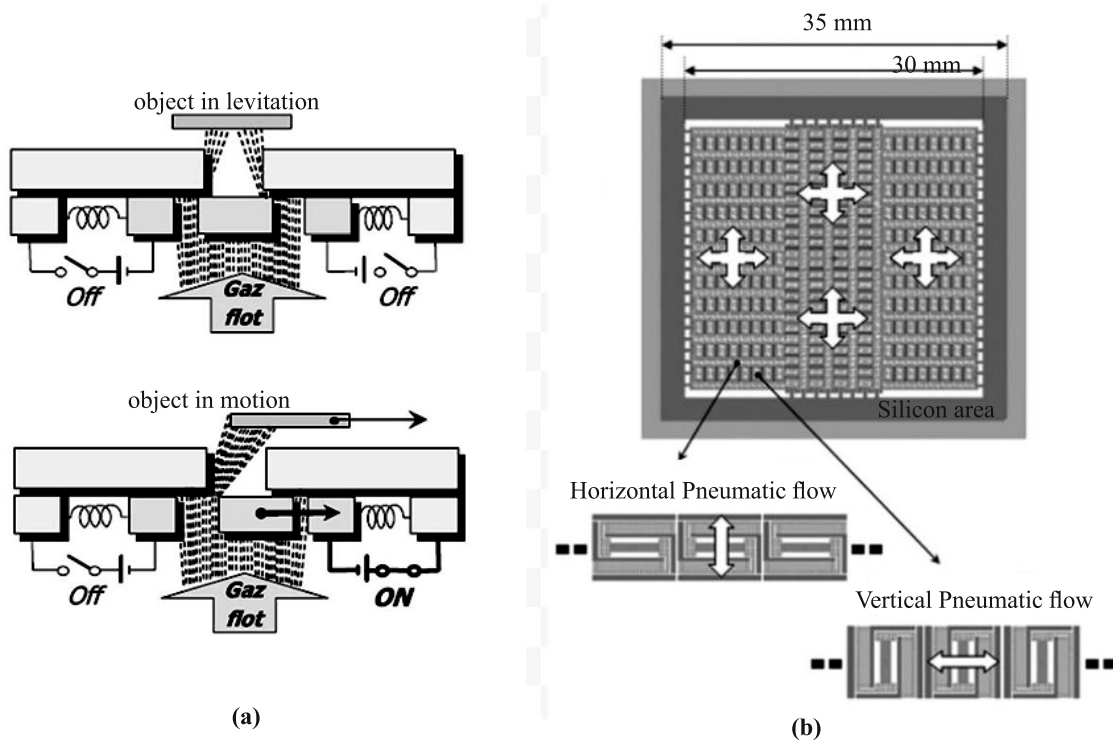 object in levitation
Off
Gaz
flot
Off
object in motion
Off
Gaz
flot
ON
(a)
35 mm
30 mm
Silicon area
Horizontal Pneumatic flow
Vertical Pneumatic flow
(b)